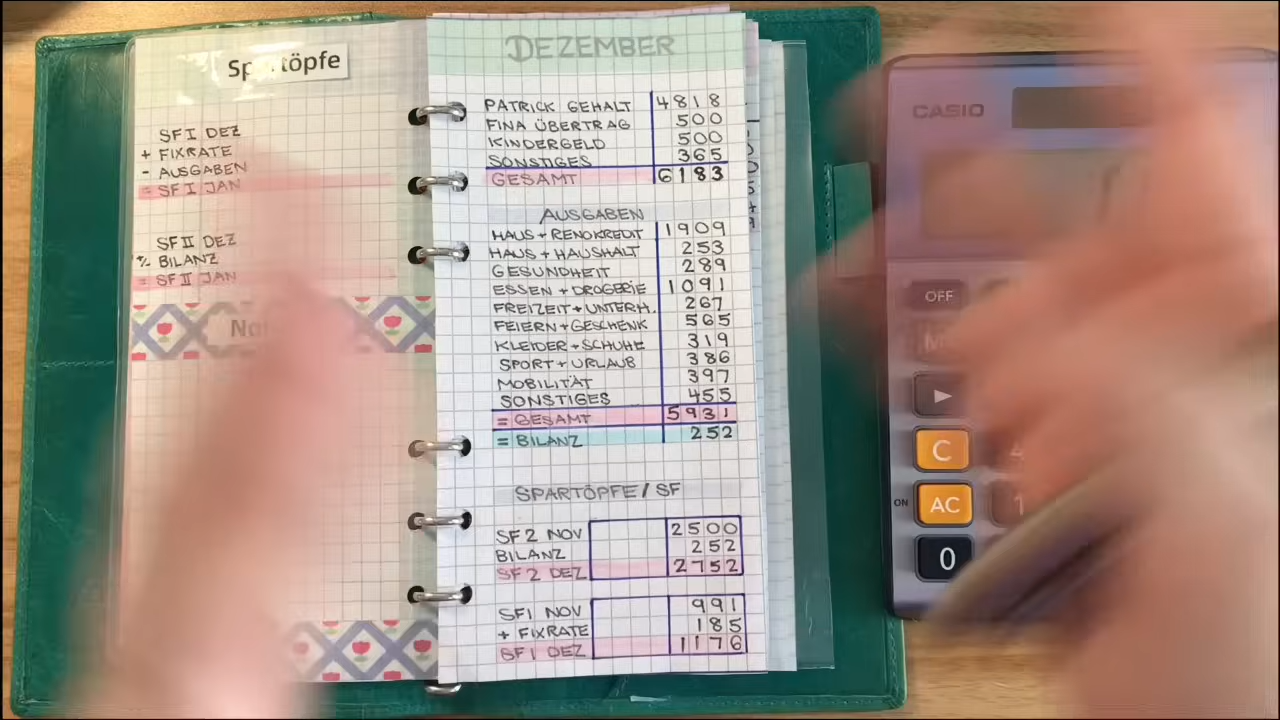 Spartöpfe
SF I DEZ
+ FIXRATE
- AUSGABEN
= SF I JAN
SF II DEZ
% BILANZ
= SF II JAN
DEZEMBER
PATRICK GEHALT 4818
FINA ÜBERTRAG 500
KINDERGELD 500
SONSTIGES 365
GESAMT 6183
AUSGABEN
HAUS + RENOKREDIT 1909
HAUS + HAUSHALT 253
GESUNDHEIT 289
ESSEN + DROGERIE 1091
FREIZEIT + UNTERH. 267
FEIERN + GESCHENK 565
KLEIDER + SCHUHE 319
SPORT + URLAUB 386
MOBILITÄT 397
SONSTIGES 455
= GESAMT 5931
= BILANZ 252
SPARTÖPFE / SF
SF2 NOV 2500
BILANZ 252
SF2 DEZ 2752
SF1 NOV 991
+ FIXRATE 185
SF1 DEZ 1176
CASIO
OFF
C
ON AC
0